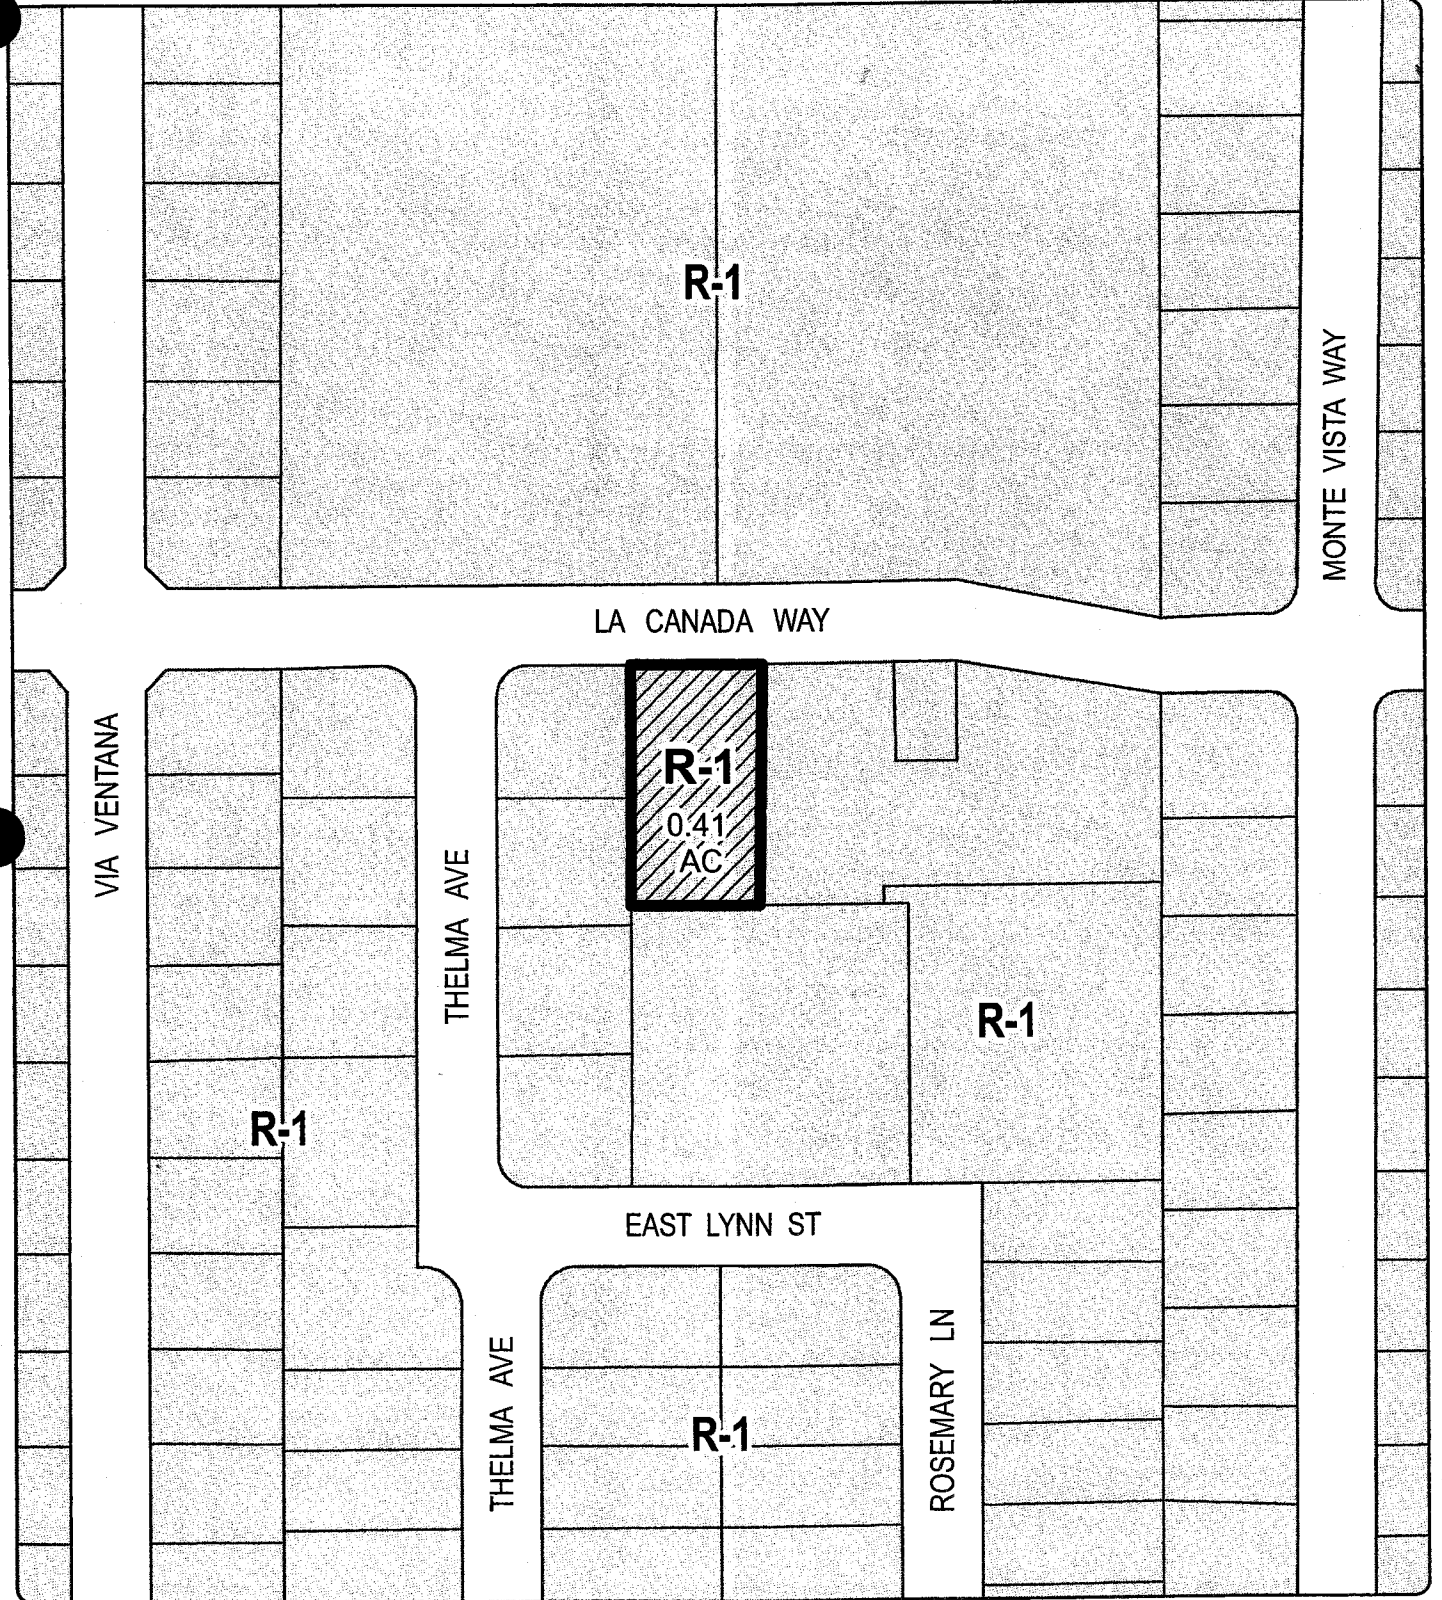 R-1
MONTE VISTA WAY
LA CANADA WAY
VIA VENTANA
R-1
0.41
AC
THELMA AVE
R-1
R-1
EAST LYNN ST
THELMA AVE
ROSEMARY LN
R-1